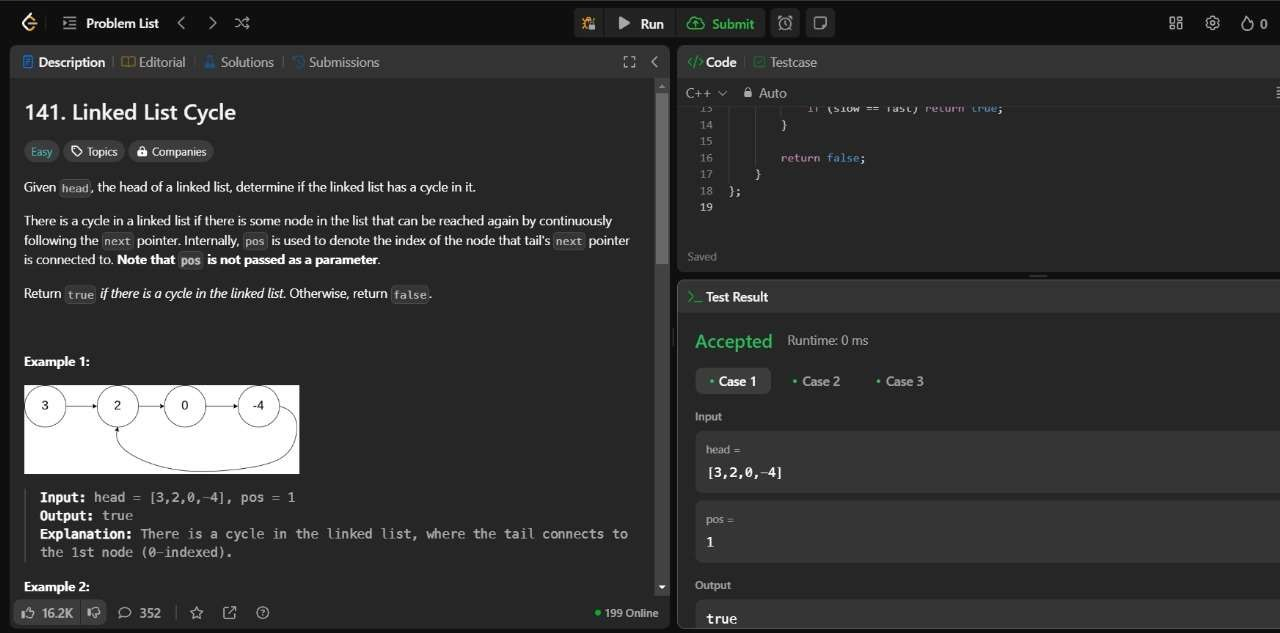 Problem List
Run
Submit
0
Description
Editorial
Solutions
Submissions
141. Linked List Cycle
Easy
Topics
Companies
Given head, the head of a linked list, determine if the linked list has a cycle in it.
There is a cycle in a linked list if there is some node in the list that can be reached again by continuously
following the next pointer. Internally, pos is used to denote the index of the node that tail's next pointer
is connected to. Note that pos is not passed as a parameter.
Return true if there is a cycle in the linked list. Otherwise, return false.
Example 1:
3 2 0 -4
Input: head = [3,2,0,-4], pos = 1
Output: true
Explanation: There is a cycle in the linked list, where the tail connects to
the 1st node (0-indexed).
Example 2:
16.2K
352
199 Online
</> Code
Testcase
C++
Auto
13 if (slow == fast) return true;
14 }
15
16 return false;
17 }
18 };
19
Saved
>_ Test Result
Accepted
Runtime: 0 ms
• Case 1
• Case 2
• Case 3
Input
head =
[3,2,0,-4]
pos =
1
Output
true